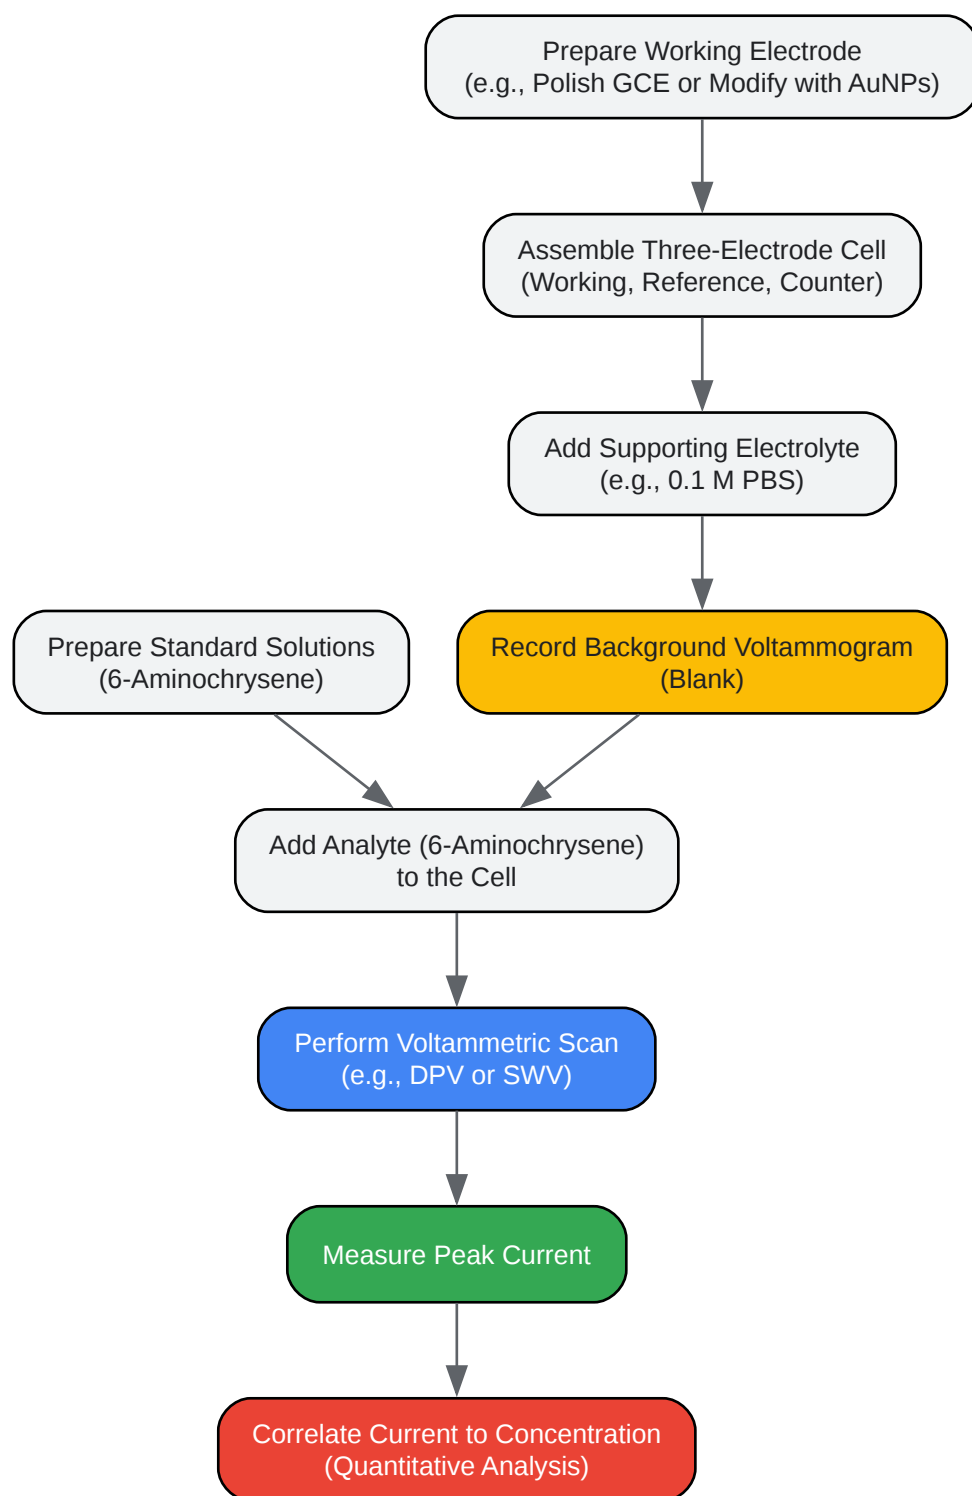 Prepare Working Electrode
(e.g., Polish GCE or Modify with AuNPs)
Assemble Three-Electrode Cell
(Working, Reference, Counter)
Add Supporting Electrolyte
(e.g., 0.1 M PBS)
Prepare Standard Solutions
(6-Aminochrysene)
Record Background Voltammogram
(Blank)
Add Analyte (6-Aminochrysene)
to the Cell
Perform Voltammetric Scan
(e.g., DPV or SWV)
Measure Peak Current
Correlate Current to Concentration
(Quantitative Analysis)